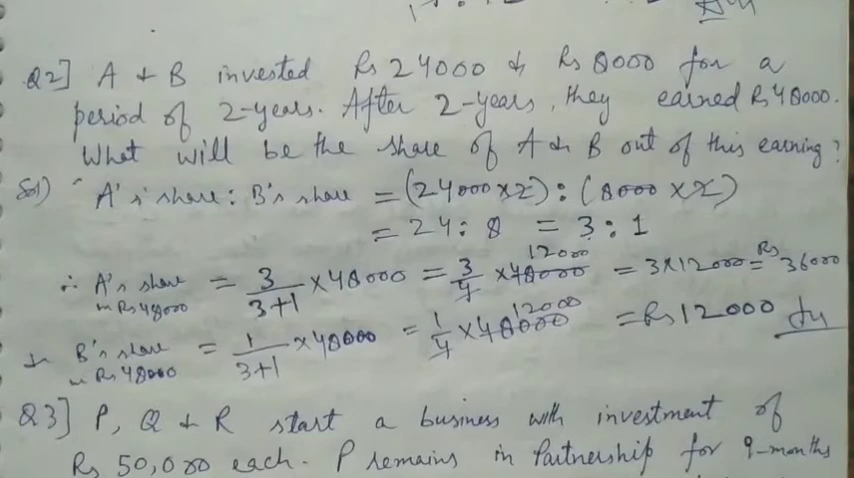 Q2] A & B invested Rs 24000 & Rs 8000 for a
period of 2-years. After 2-years, they earned Rs 48000.
What will be the share of A & B out of this earning?
Sol) A's share : B's share = (24000×2) : (8000×2)
= 24 : 8 = 3 : 1
∴ A's share in Rs 48000 = 3/(3+1) × 48000 = 3/4 × 48000 12000 = 3×12000 = Rs 36000
& B's share in Rs 48000 = 1/(3+1) × 48000 = 1/4 × 48000 12000 = Rs 12000
Q3] P, Q & R start a business with investment of
Rs 50,000 each. P remains in Partnership for 9-months